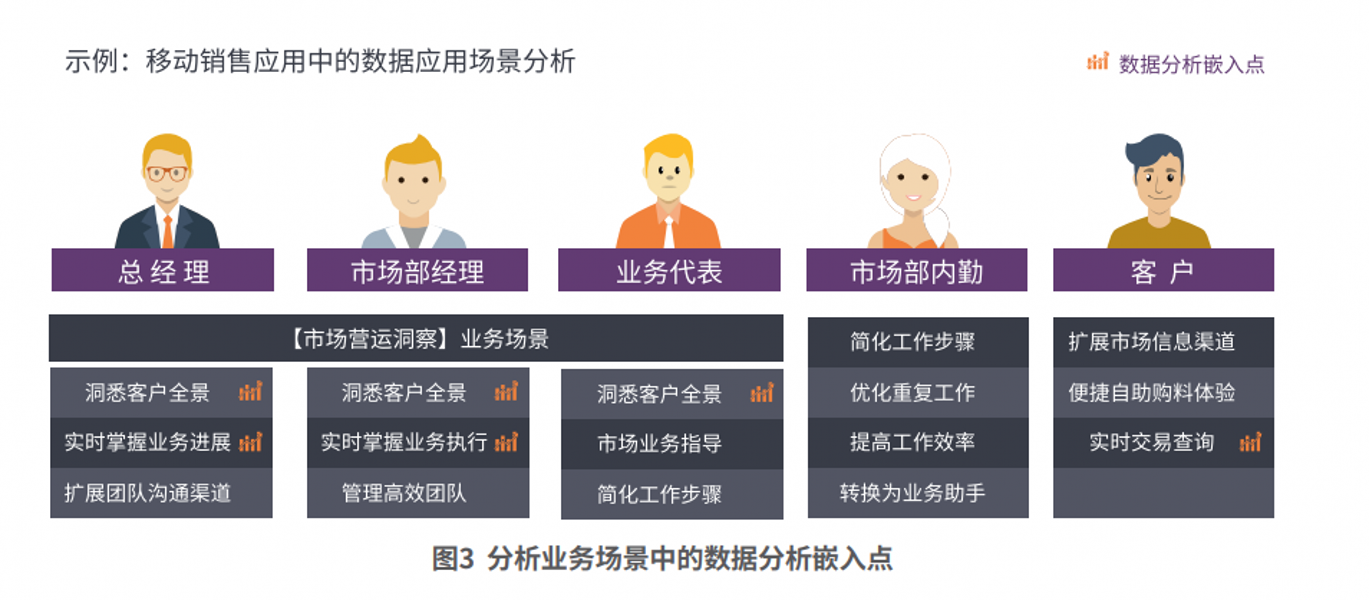 示例：移动销售应用中的数据应用场景分析
数据分析嵌入点
总经理
市场部经理
业务代表
市场部内勤
客户
【市场营运洞察】业务场景
洞悉客户全景
实时掌握业务进展
扩展团队沟通渠道
洞悉客户全景
实时掌握业务执行
管理高效团队
洞悉客户全景
市场业务指导
简化工作步骤
简化工作步骤
优化重复工作
提高工作效率
转换为业务助手
扩展市场信息渠道
便捷自助购料体验
实时交易查询
图3 分析业务场景中的数据分析嵌入点